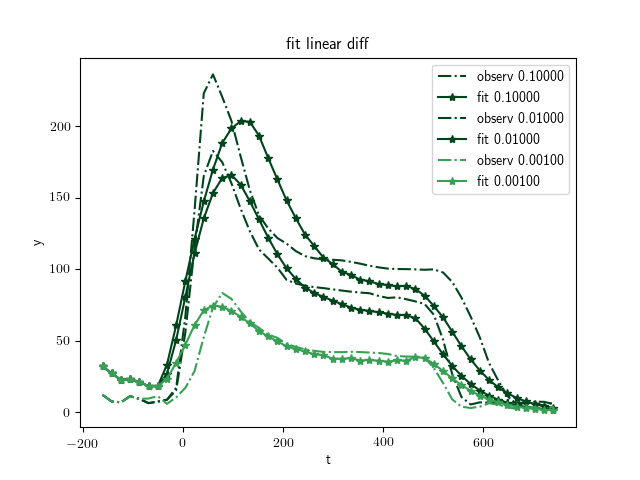 fit linear diff
observ 0.10000
fit 0.10000
observ 0.01000
fit 0.01000
observ 0.00100
fit 0.00100
200
150
100
50
0
y
−200
0
200
400
600
t